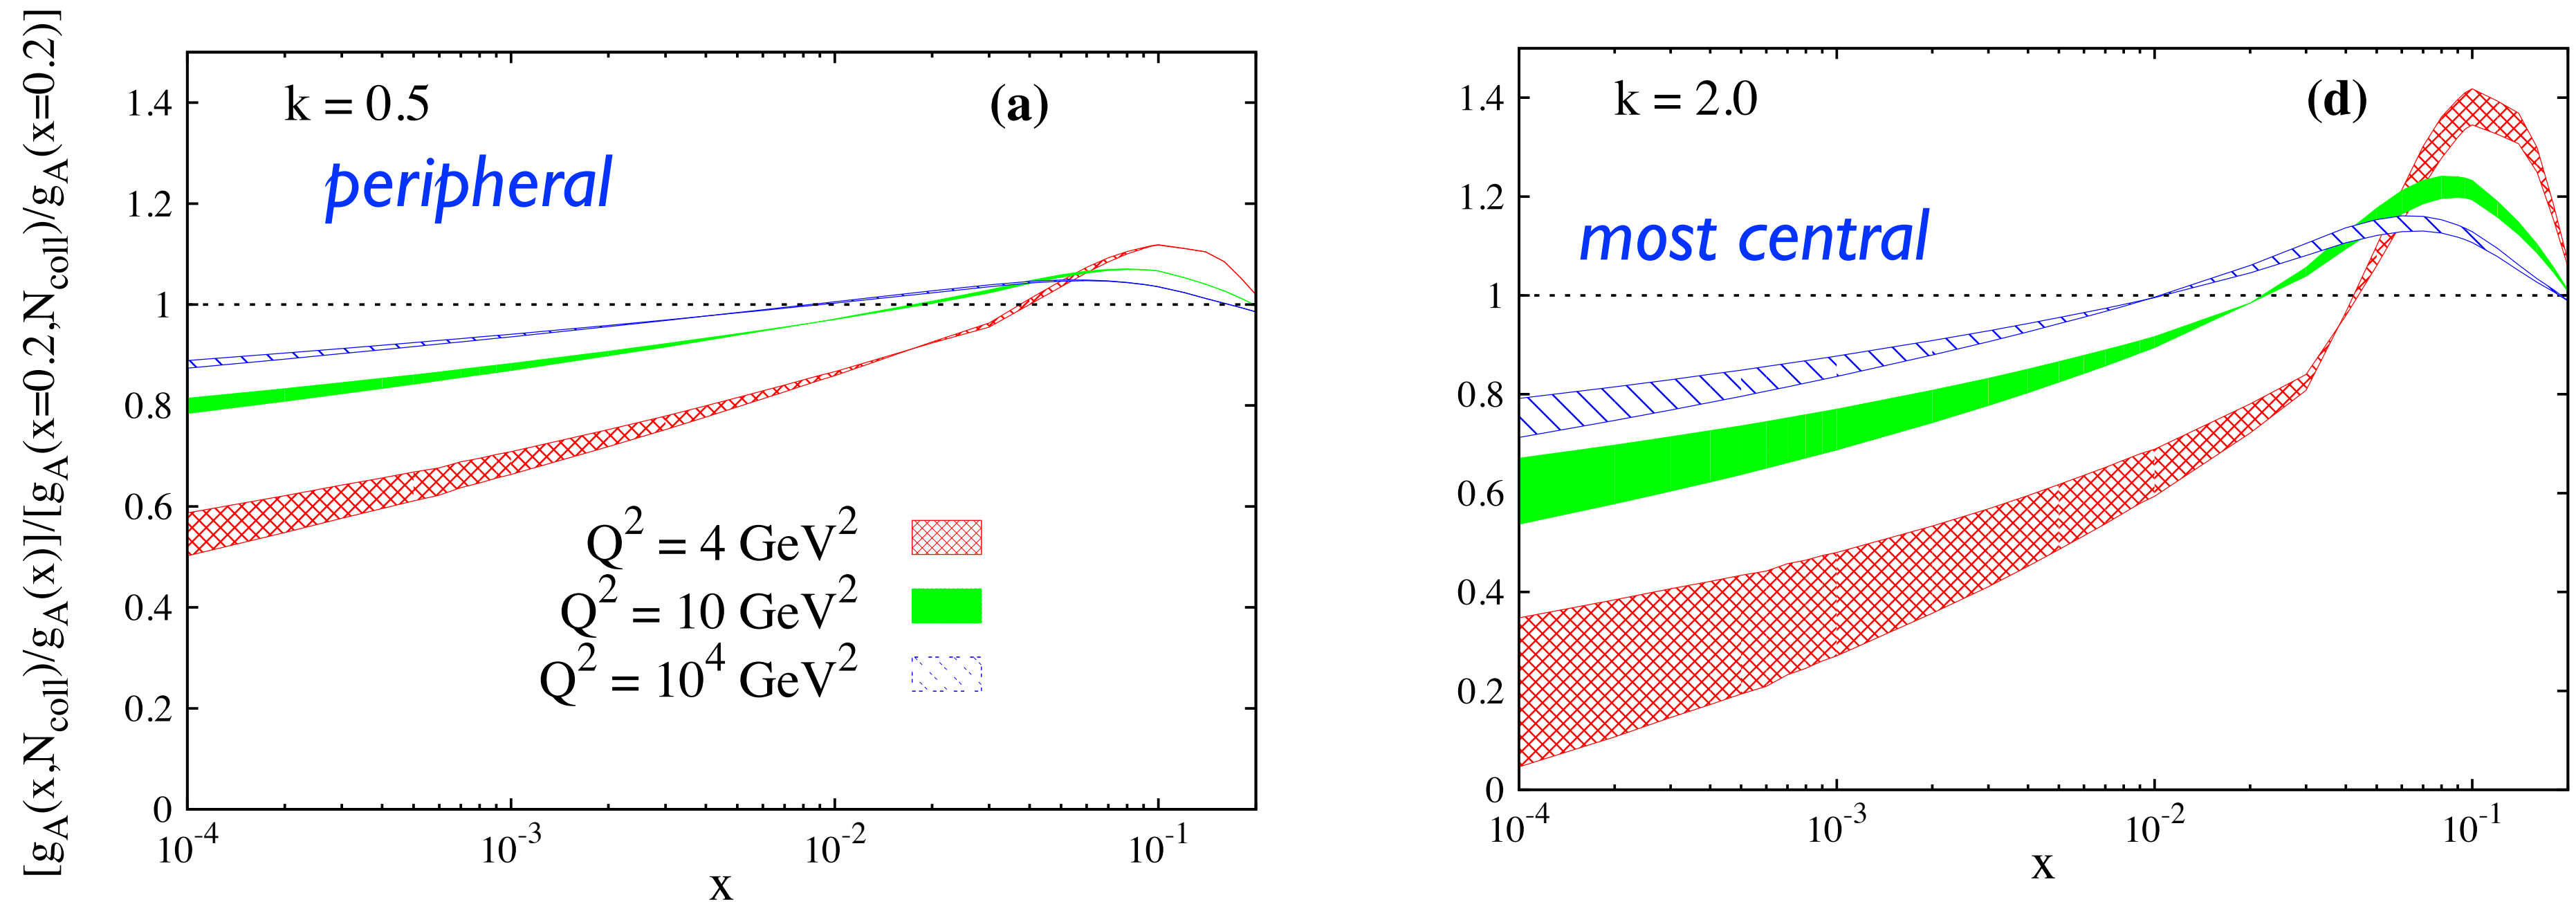 [g_A(x,N_coll)/g_A(x)]/[g_A(x=0.2,N_coll)/g_A(x=0.2)]
k = 0.5
(a)
peripheral
1.4
1.2
1
0.8
0.6
0.4
0.2
0
Q^2 = 4 GeV^2
Q^2 = 10 GeV^2
Q^2 = 10^4 GeV^2
10^-4
10^-3
10^-2
10^-1
x
k = 2.0
(d)
most central
1.4
1.2
1
0.8
0.6
0.4
0.2
0
10^-4
10^-3
10^-2
10^-1
x